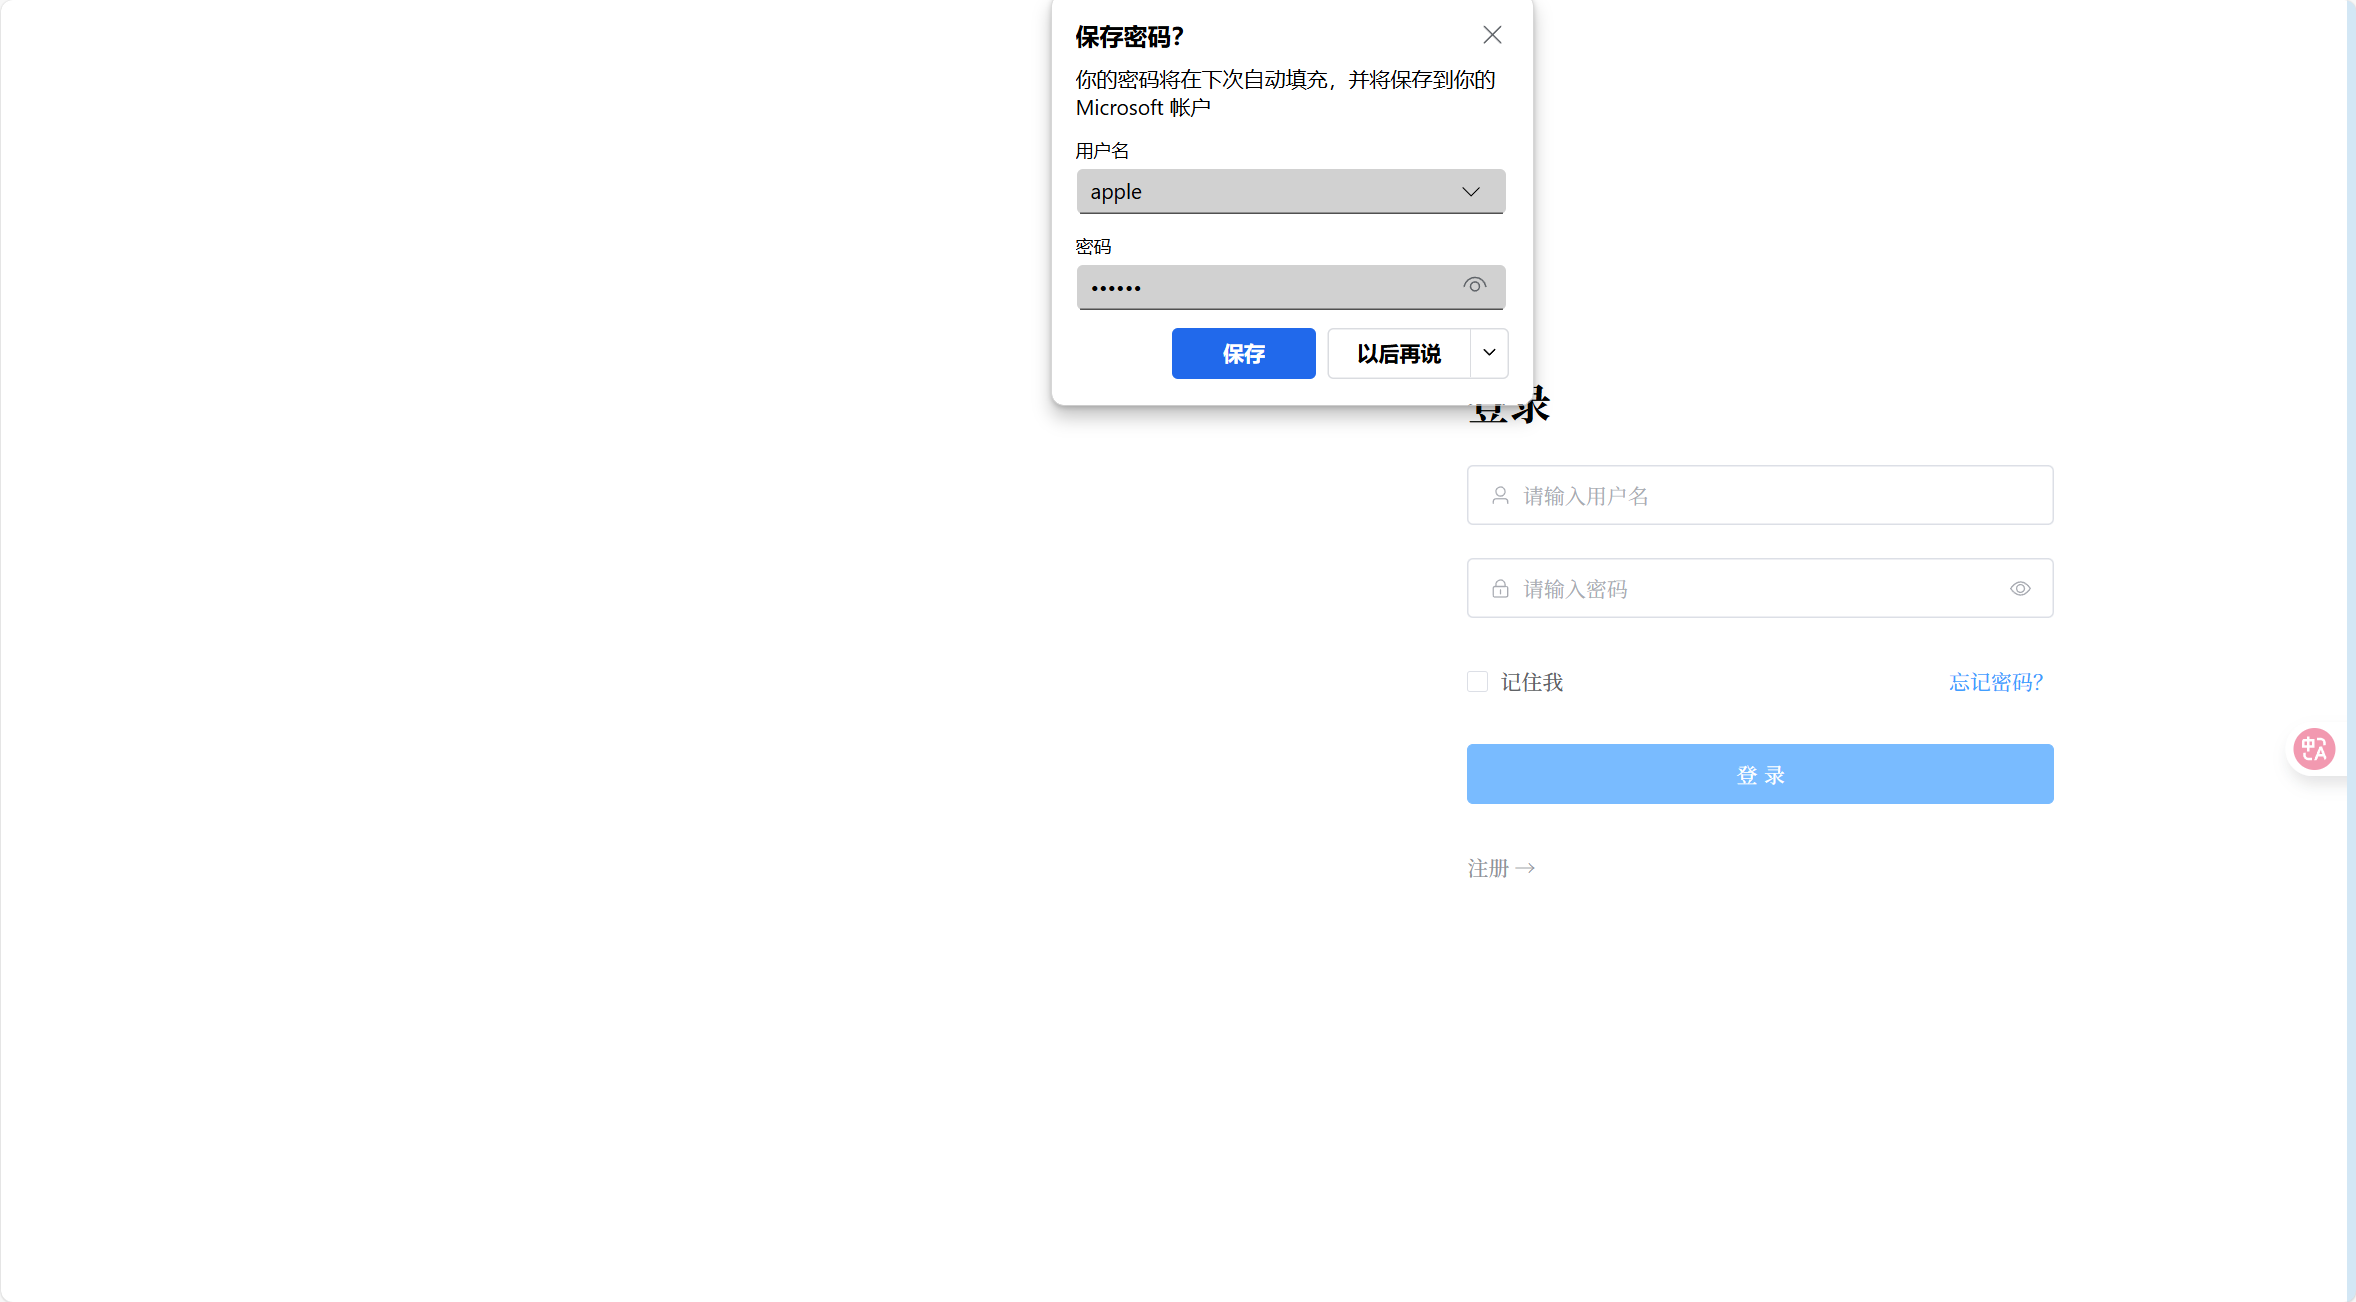 保存密码?
你的密码将在下次自动填充，并将保存到你的
Microsoft 帐户
用户名
apple
密码
••••••
保存
以后再说
登录
请输入用户名
请输入密码
记住我
忘记密码?
登 录
注册 →
中A